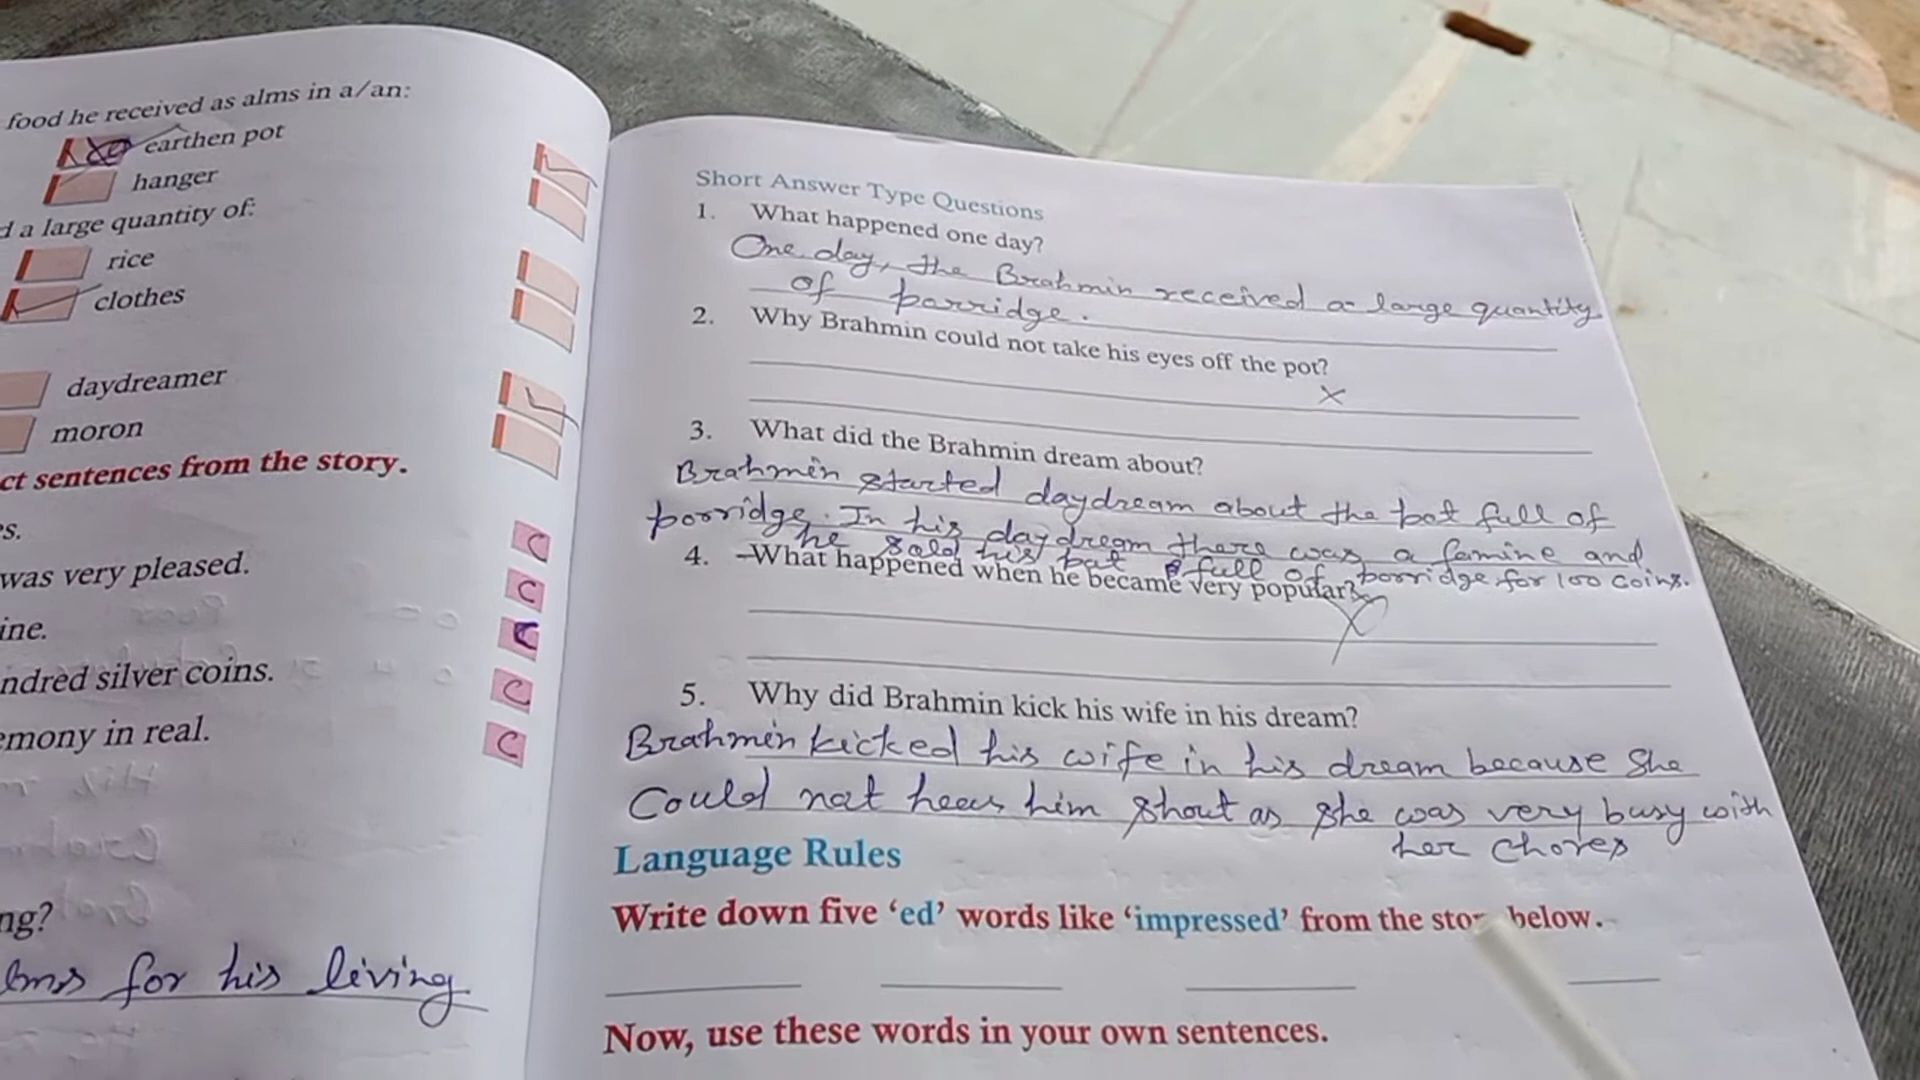 food he received as alms in a/an:
earthen pot
hanger
d a large quantity of:
rice
clothes
daydreamer
moron
ct sentences from the story.
es.
C
was very pleased.
C
ine.
C
ndred silver coins.
C
emony in real.
C
ng?
lms for his living
Short Answer Type Questions
1. What happened one day?
One day, the Brahmin received a large quantity
of porridge.
2. Why Brahmin could not take his eyes off the pot?
3. What did the Brahmin dream about?
Brahmin started daydream about the pot full of
porridge. In his daydream there was a famine and
he sold his pot full of porridge for 100 coins.
4. What happened when he became very popular?
5. Why did Brahmin kick his wife in his dream?
Brahmin kicked his wife in his dream because she
Could not hear him shout as she was very busy with
her chores
Language Rules
Write down five ‘ed’ words like ‘impressed’ from the below.
Now, use these words in your own sentences.